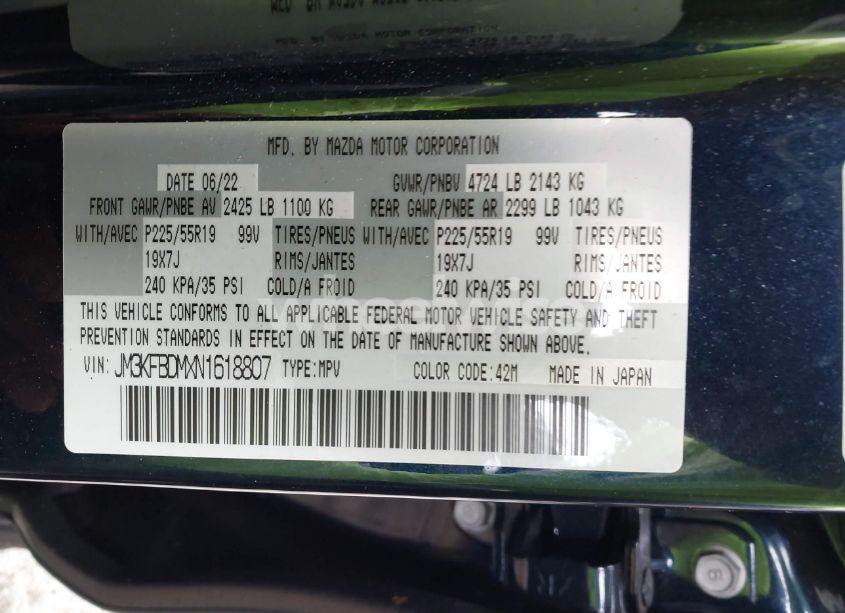 MFD. BY MAZDA MOTOR CORPORATION
DATE 06/22 GVWR/PNBV 4724 LB 2143 KG
FRONT GAWR/PNBE AV 2425 LB 1100 KG REAR GAWR/PNBE AR 2299 LB 1043 KG
WITH/AVEC P225/55R19 99V TIRES/PNEUS WITH/AVEC P225/55R19 99V TIRES/PNEUS
19X7J RIMS/JANTES 19X7J RIMS/JANTES
240 KPA/35 PSI COLD/A FROID 240 KPA/35 PSI COLD/A FROID
THIS VEHICLE CONFORMS TO ALL APPLICABLE FEDERAL MOTOR VEHICLE SAFETY AND THEFT
PREVENTION STANDARDS IN EFFECT ON THE DATE OF MANUFACTURE SHOWN ABOVE.
VIN: JM3KFBDMXN1618807 TYPE:MPV COLOR CODE:42M MADE IN JAPAN